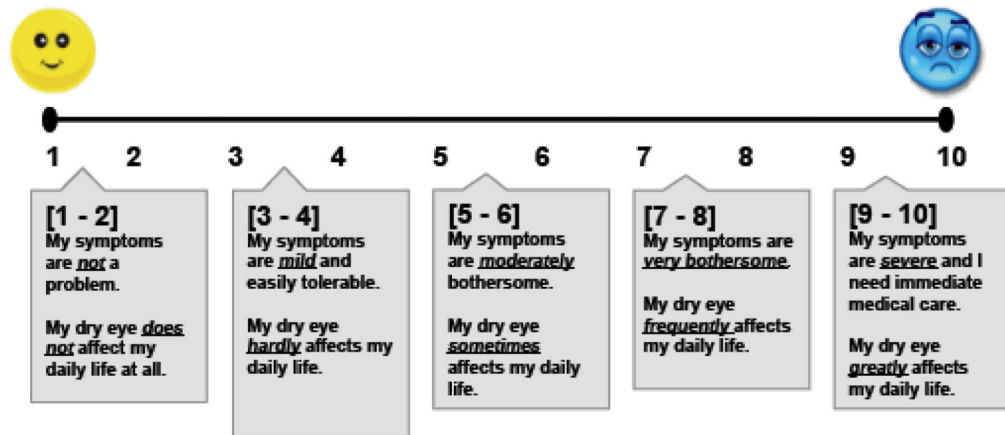 1 2 3 4 5 6 7 8 9 10
[1 - 2]
My symptoms
are not a
problem.
My dry eye does
not affect my
daily life at all.
[3 - 4]
My symptoms
are mild and
easily tolerable.
My dry eye
hardly affects my
daily life.
[5 - 6]
My symptoms
are moderately
bothersome.
My dry eye
sometimes
affects my daily
life.
[7 - 8]
My symptoms are
very bothersome.
My dry eye
frequently affects
my daily life.
[9 - 10]
My symptoms
are severe and I
need immediate
medical care.
My dry eye
greatly affects
my daily life.